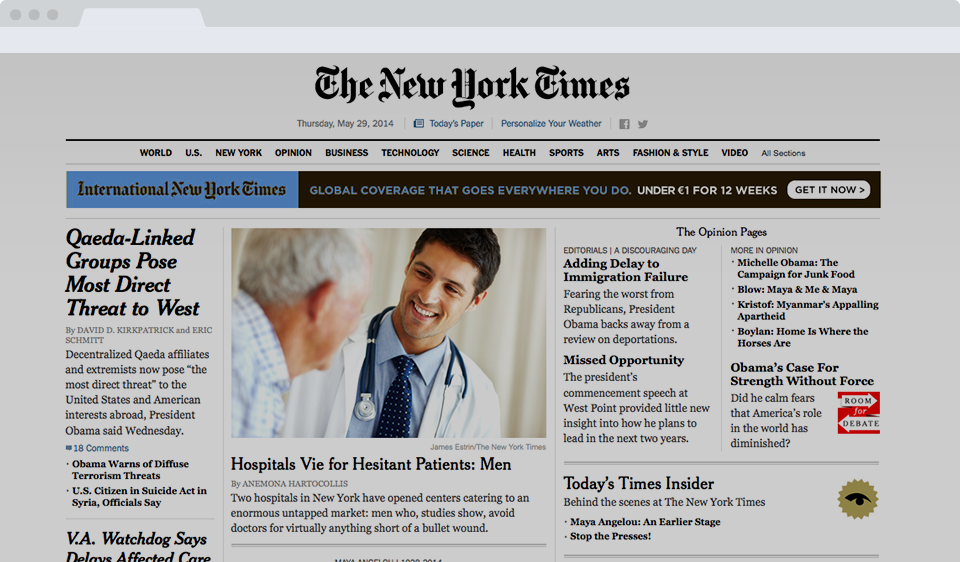 The New York Times
Thursday, May 29, 2014
Today's Paper
Personalize Your Weather
WORLD U.S. NEW YORK OPINION BUSINESS TECHNOLOGY SCIENCE HEALTH SPORTS ARTS FASHION & STYLE VIDEO All Sections
International New York Times
GLOBAL COVERAGE THAT GOES EVERYWHERE YOU DO. UNDER €1 FOR 12 WEEKS
GET IT NOW >
Qaeda-Linked
Groups Pose
Most Direct
Threat to West
By DAVID D. KIRKPATRICK and ERIC
SCHMITT
Decentralized Qaeda affiliates
and extremists now pose “the
most direct threat” to the
United States and American
interests abroad, President
Obama said Wednesday.
18 Comments
· Obama Warns of Diffuse
Terrorism Threats
· U.S. Citizen in Suicide Act in
Syria, Officials Say
V.A. Watchdog Says
Delays Affected Care
James Estrin/The New York Times
Hospitals Vie for Hesitant Patients: Men
By ANEMONA HARTOCOLLIS
Two hospitals in New York have opened centers catering to an
enormous untapped market: men who, studies show, avoid
doctors for virtually anything short of a bullet wound.
MAYA ANGELOU | 1928-2014
The Opinion Pages
EDITORIALS | A DISCOURAGING DAY
Adding Delay to
Immigration Failure
Fearing the worst from
Republicans, President
Obama backs away from a
review on deportations.
Missed Opportunity
The president's
commencement speech at
West Point provided little new
insight into how he plans to
lead in the next two years.
MORE IN OPINION
· Michelle Obama: The
Campaign for Junk Food
· Blow: Maya & Me & Maya
· Kristof: Myanmar's Appalling
Apartheid
· Boylan: Home Is Where the
Horses Are
Obama's Case For
Strength Without Force
Did he calm fears
that America's role
in the world has
diminished?
ROOM
for
DEBATE
Today's Times Insider
Behind the scenes at The New York Times
· Maya Angelou: An Earlier Stage
· Stop the Presses!